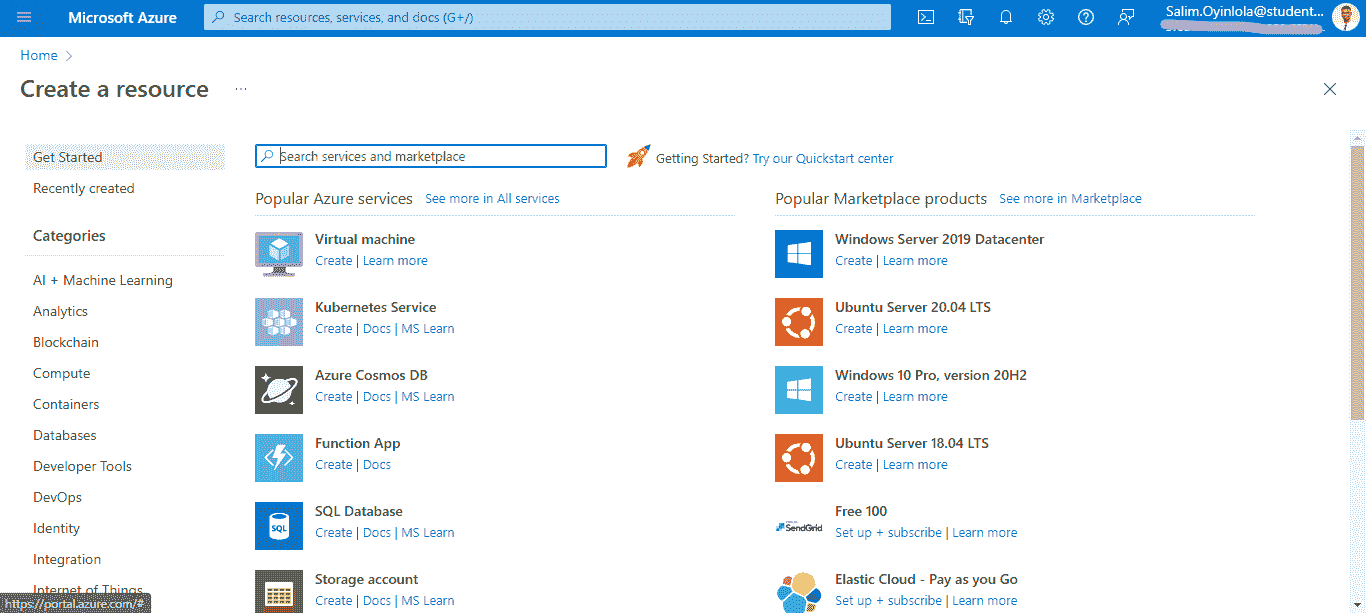 Microsoft Azure
Search resources, services, and docs (G+/)
Salim.Oyinlola@student...
Home
Create a resource
...
Get Started
Recently created
Categories
AI + Machine Learning
Analytics
Blockchain
Compute
Containers
Databases
Developer Tools
DevOps
Identity
Integration
Internet of Things
https://portal.azure.com/#
Search services and marketplace
Getting Started? Try our Quickstart center
Popular Azure services See more in All services
Virtual machine
Create | Learn more
Kubernetes Service
Create | Docs | MS Learn
Azure Cosmos DB
Create | Docs | MS Learn
Function App
Create | Docs
SQL
SQL Database
Create | Docs | MS Learn
Storage account
Create | Docs | MS Learn
Popular Marketplace products See more in Marketplace
Windows Server 2019 Datacenter
Create | Learn more
Ubuntu Server 20.04 LTS
Create | Learn more
Windows 10 Pro, version 20H2
Create | Learn more
Ubuntu Server 18.04 LTS
Create | Learn more
SendGrid
Free 100
Set up + subscribe | Learn more
Elastic Cloud - Pay as you Go
Set up + subscribe | Learn more